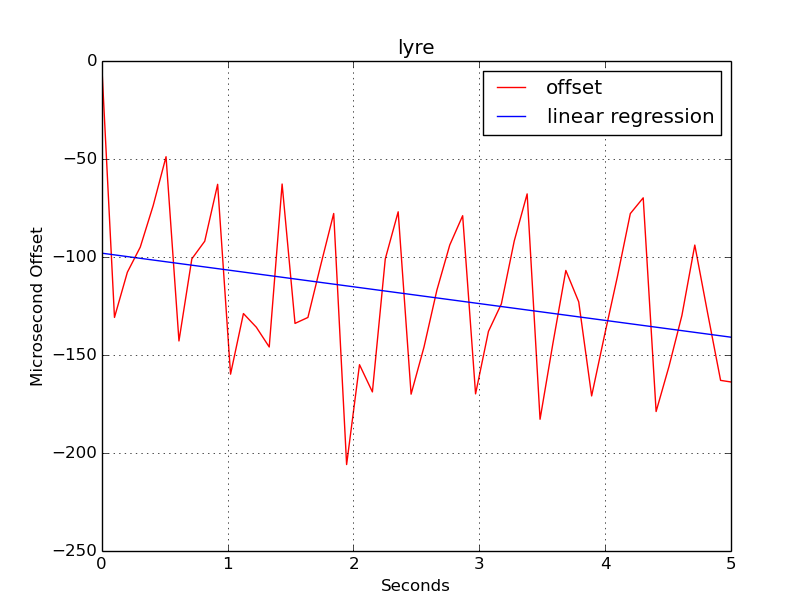 lyre
offset
linear regression
0
−50
−100
−150
−200
−250
Microsecond Offset
0 1 2 3 4 5
Seconds